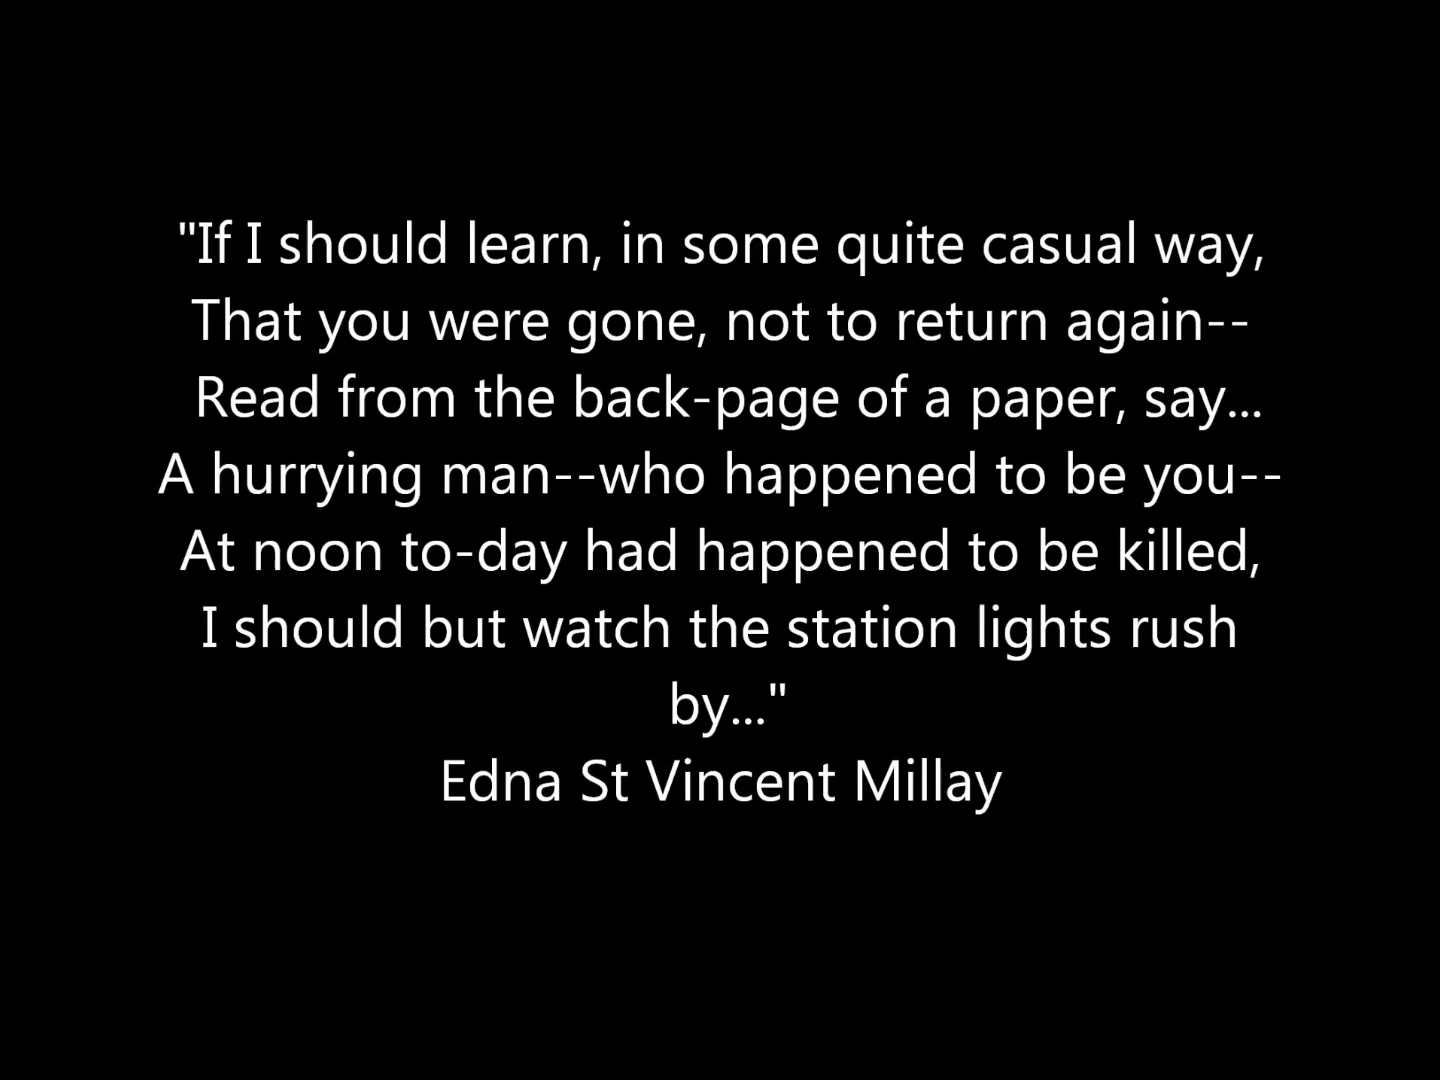 "If I should learn, in some quite casual way,
That you were gone, not to return again--
Read from the back-page of a paper, say...
A hurrying man--who happened to be you--
At noon to-day had happened to be killed,
I should but watch the station lights rush
by..."
Edna St Vincent Millay